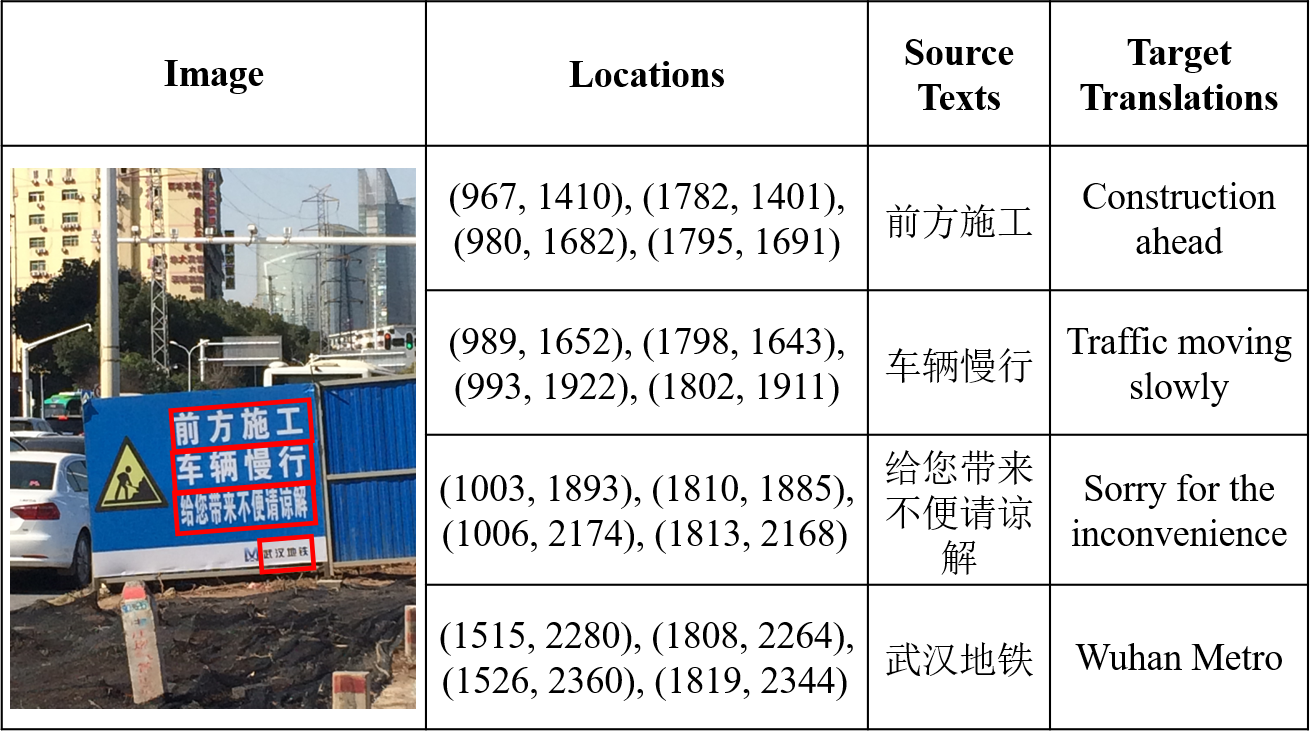 Image
Locations
Source
Texts
Target
Translations
前方施工
车辆慢行
给您带来不便请谅解
武汉地铁
(967, 1410), (1782, 1401),
(980, 1682), (1795, 1691)
前方施工
Construction
ahead
(989, 1652), (1798, 1643),
(993, 1922), (1802, 1911)
车辆慢行
Traffic moving
slowly
(1003, 1893), (1810, 1885),
(1006, 2174), (1813, 2168)
给您带来
不便请谅
解
Sorry for the
inconvenience
(1515, 2280), (1808, 2264),
(1526, 2360), (1819, 2344)
武汉地铁
Wuhan Metro